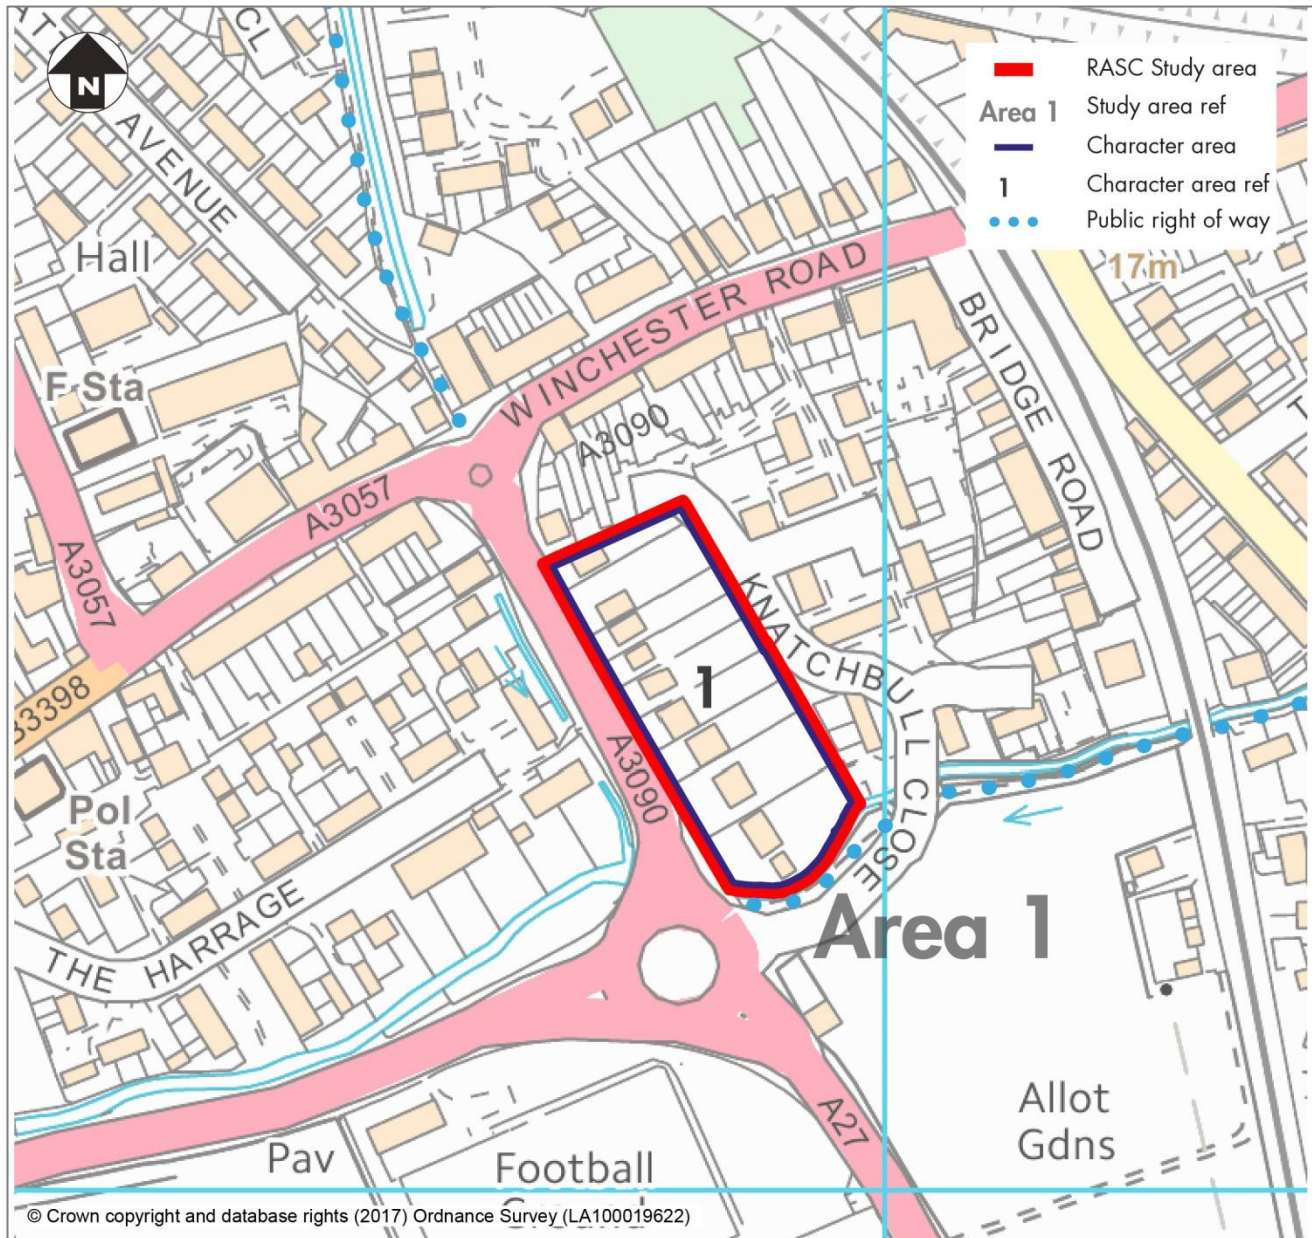 CL
N
AVENUE
Hall
F Sta
WINCHESTER ROAD
A3090
A3057
A3057
BRIDGE ROAD
17m
RASC Study area
Area 1 Study area ref
Character area
1 Character area ref
Public right of way
KNATCHBULL CLOSE
1
A3090
Pol
Sta
THE HARRAGE
Area 1
A27
Allot
Gdns
Pav
Football
© Crown copyright and database rights (2017) Ordnance Survey (LA100019622)